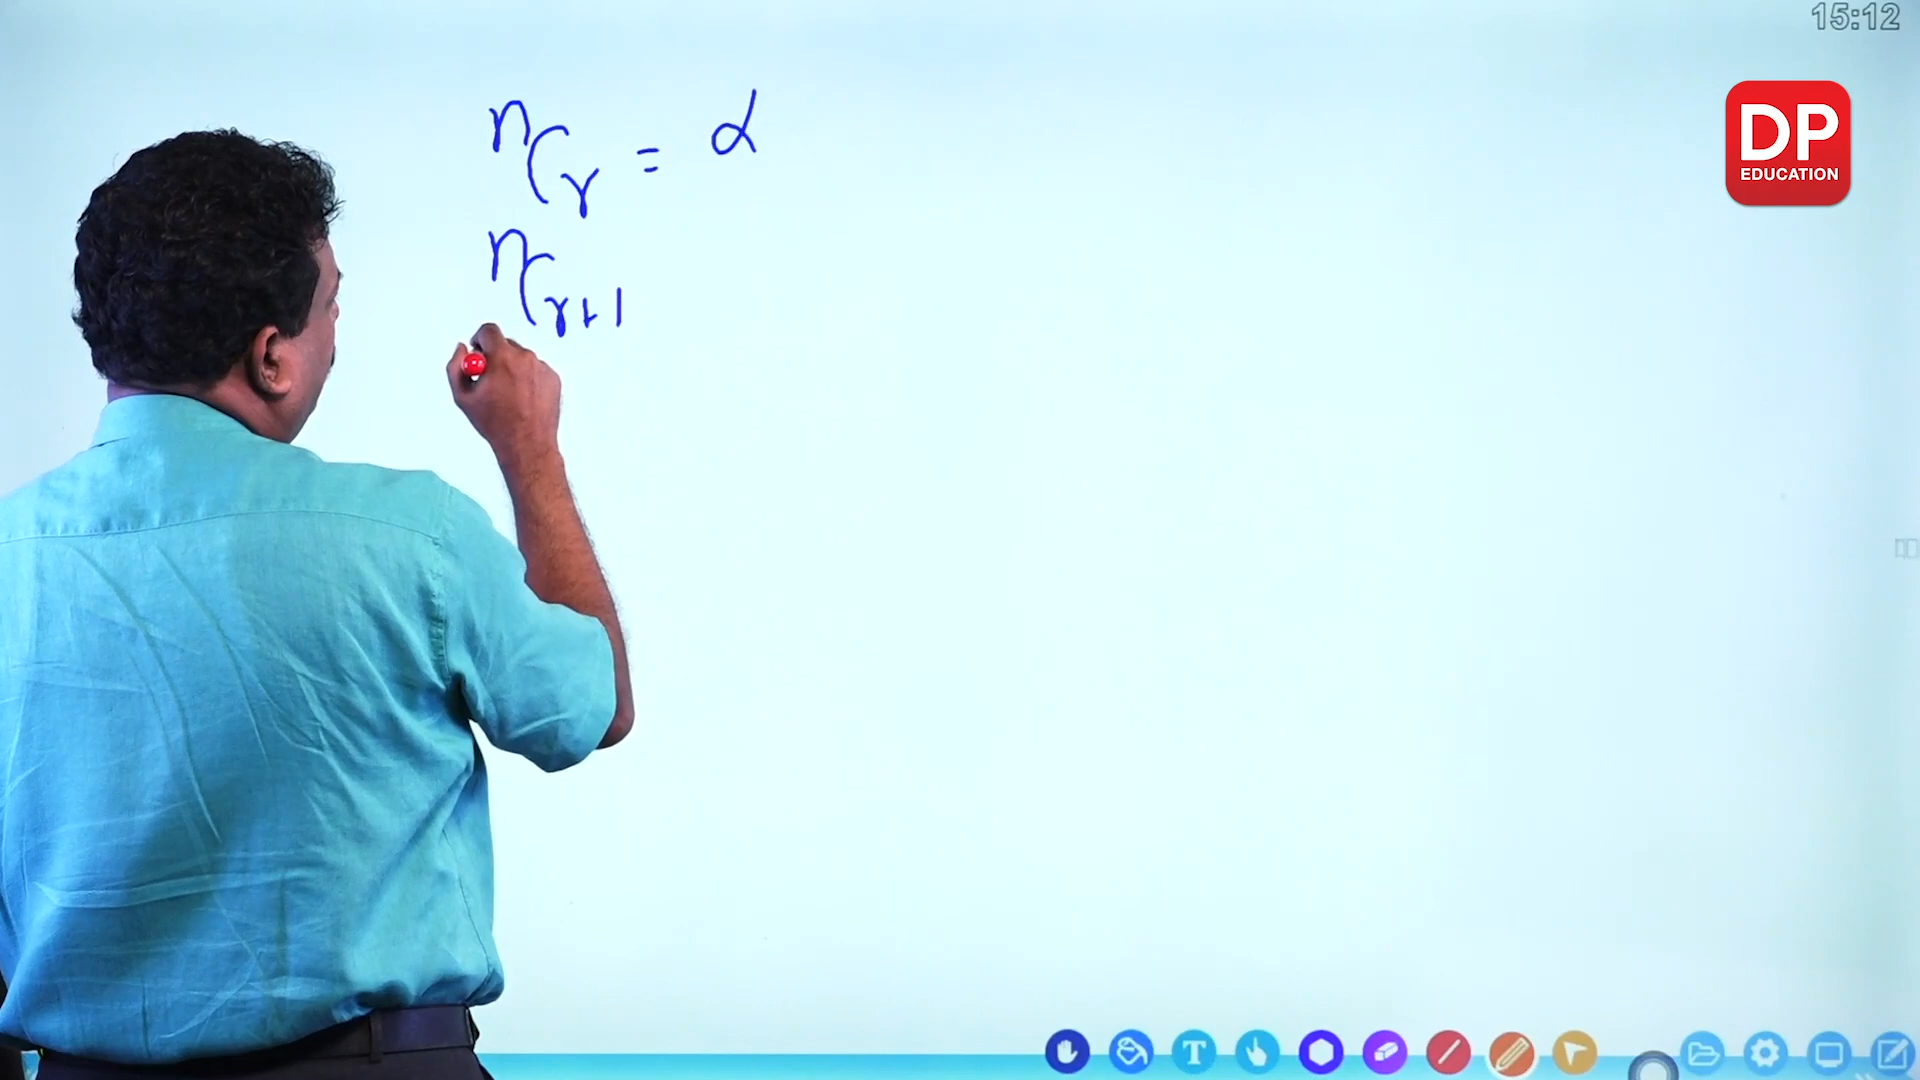 15:12
DP
EDUCATION
ⁿCᵣ = α
ⁿCᵣ₊₁
T